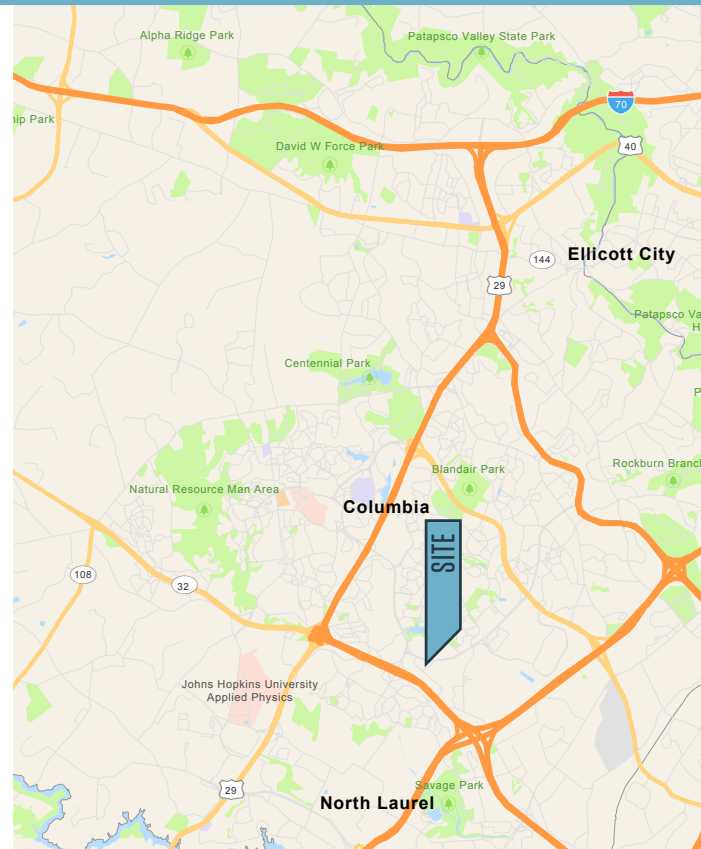 Alpha Ridge Park
Patapsco Valley State Park
70
hip Park
David W Force Park
40
144
Ellicott City
29
Patapsco Va
H
Centennial Park
P
Blandair Park
Rockburn Branch
Natural Resource Man Area
Columbia
SITE
108
32
Johns Hopkins University
Applied Physics
29
Savage Park
North Laurel